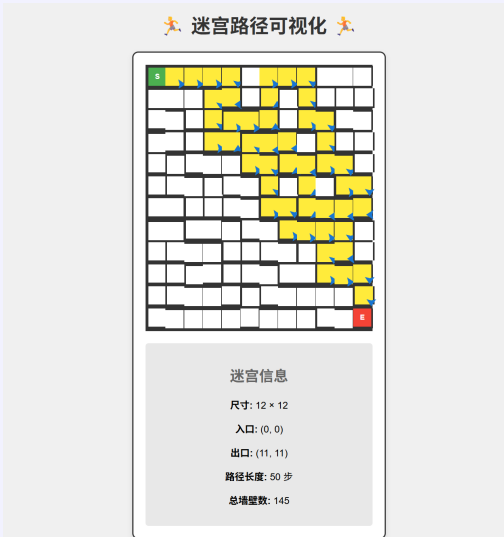 🏃 迷宫路径可视化 🏃
S
E
迷宫信息
尺寸: 12 × 12
入口: (0, 0)
出口: (11, 11)
路径长度: 50 步
总墙壁数: 145